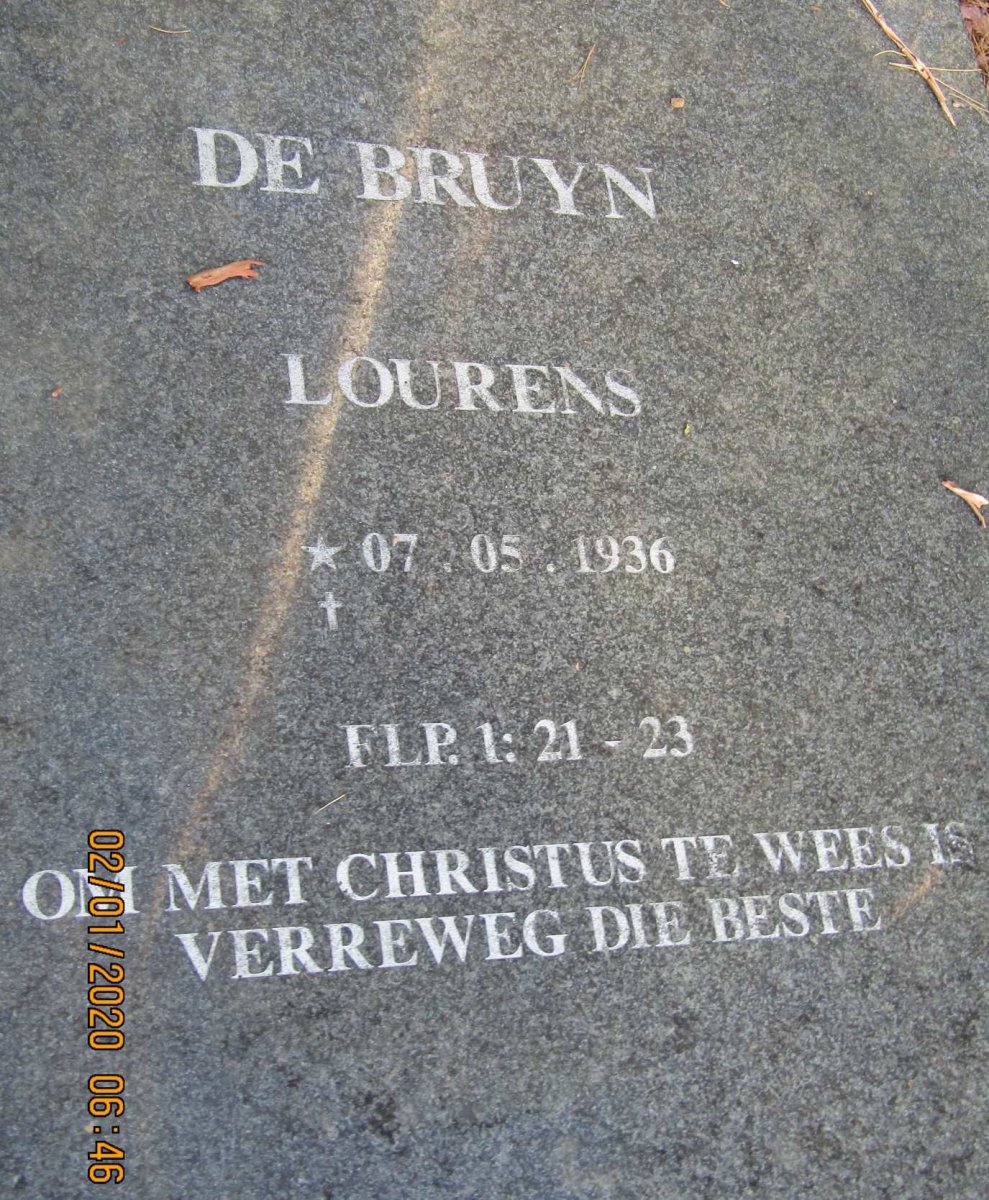 DE BRUYN
LOURENS
★ 07 . 05 . 1936
✝
FLP. 1: 21 - 23
OM MET CHRISTUS TE WEES IS
VERREWEG DIE BESTE
02/01/2020 06:46